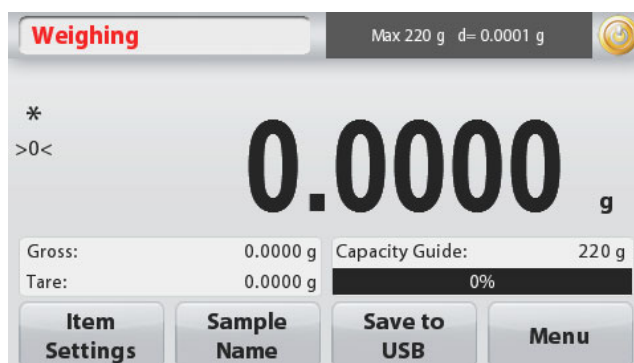 Weighing
Max 220 g d= 0.0001 g
*
>0<
0.0000 g
Gross: 0.0000 g
Tare: 0.0000 g
Capacity Guide: 220 g
0%
Item Settings
Sample Name
Save to USB
Menu